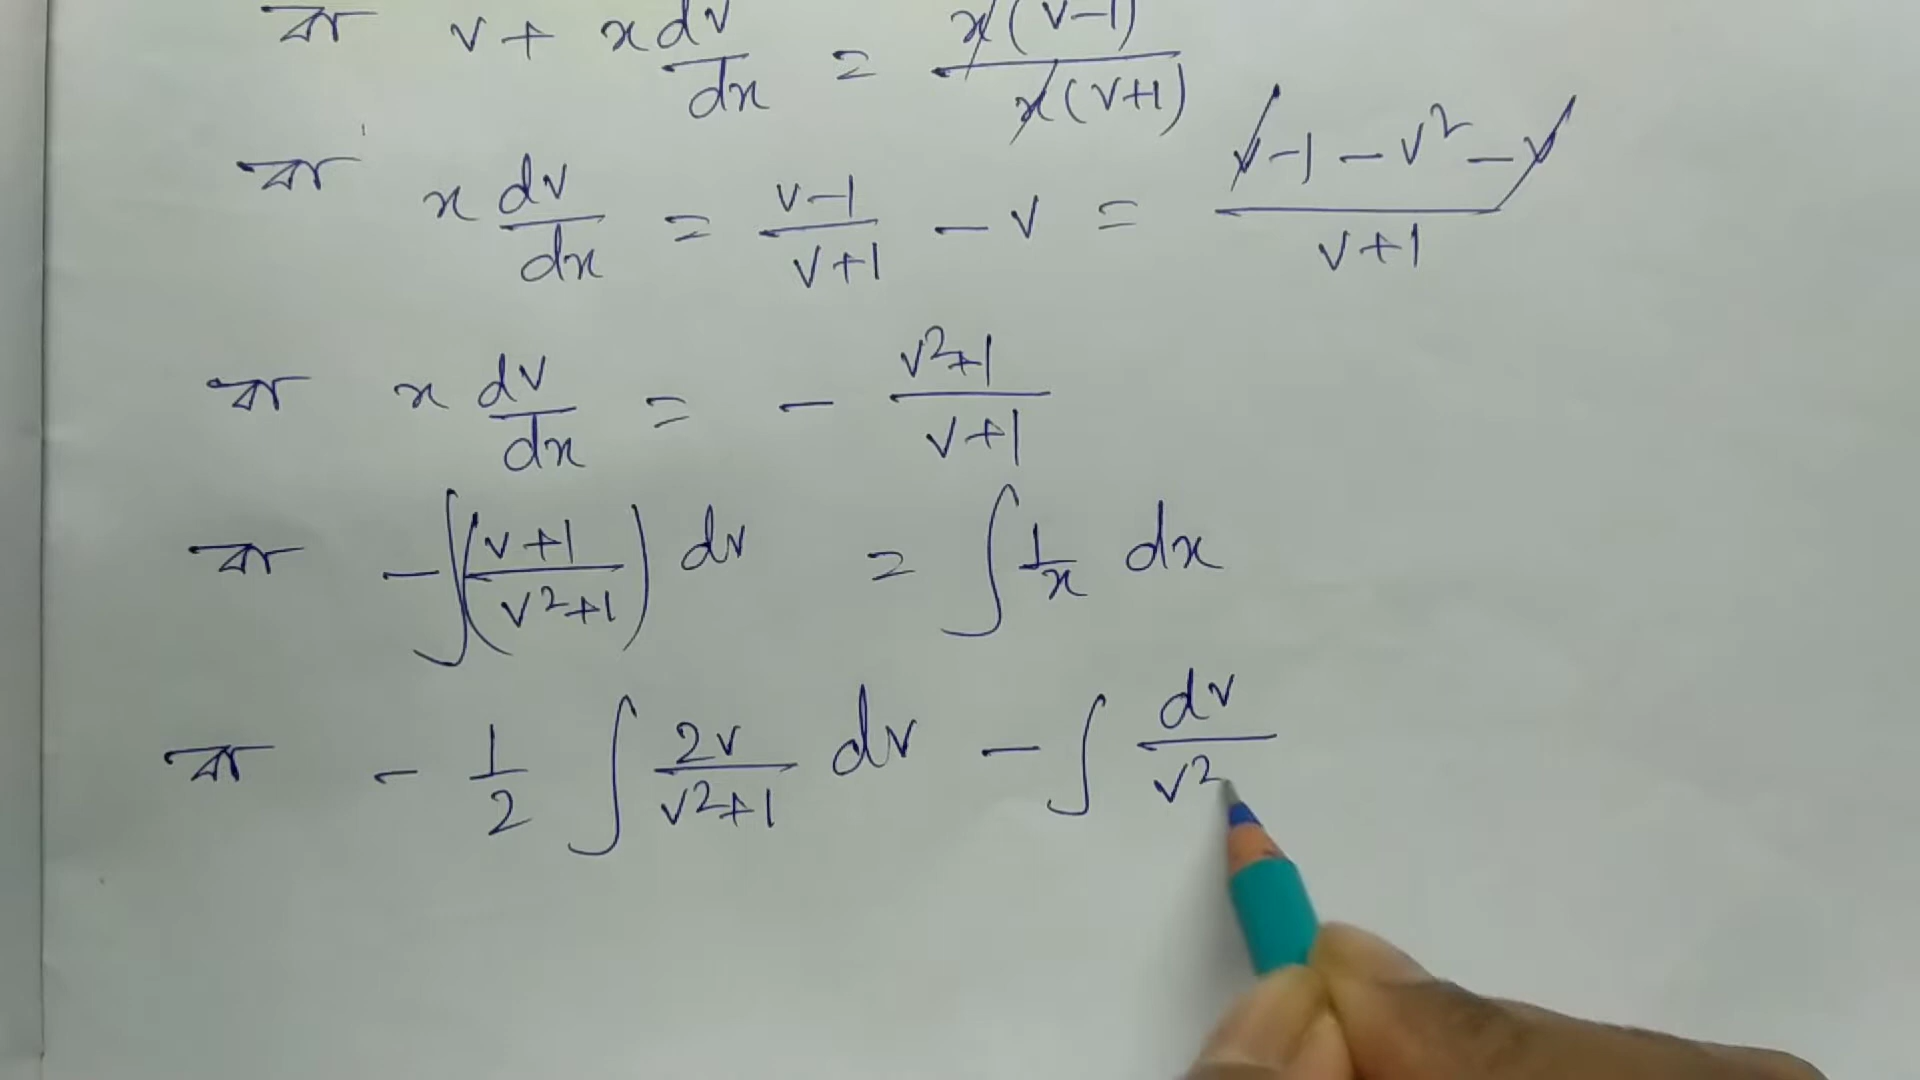 বা v + x dv/dx = x(v-1)/x(v+1)
বা x dv/dx = v-1/v+1 - v = v-1-v²-v/v+1
বা x dv/dx = - v²+1/v+1
বা -∫(v+1/v²+1) dv = ∫ 1/x dx
বা - 1/2 ∫ 2v/v²+1 dv - ∫ dv/v²